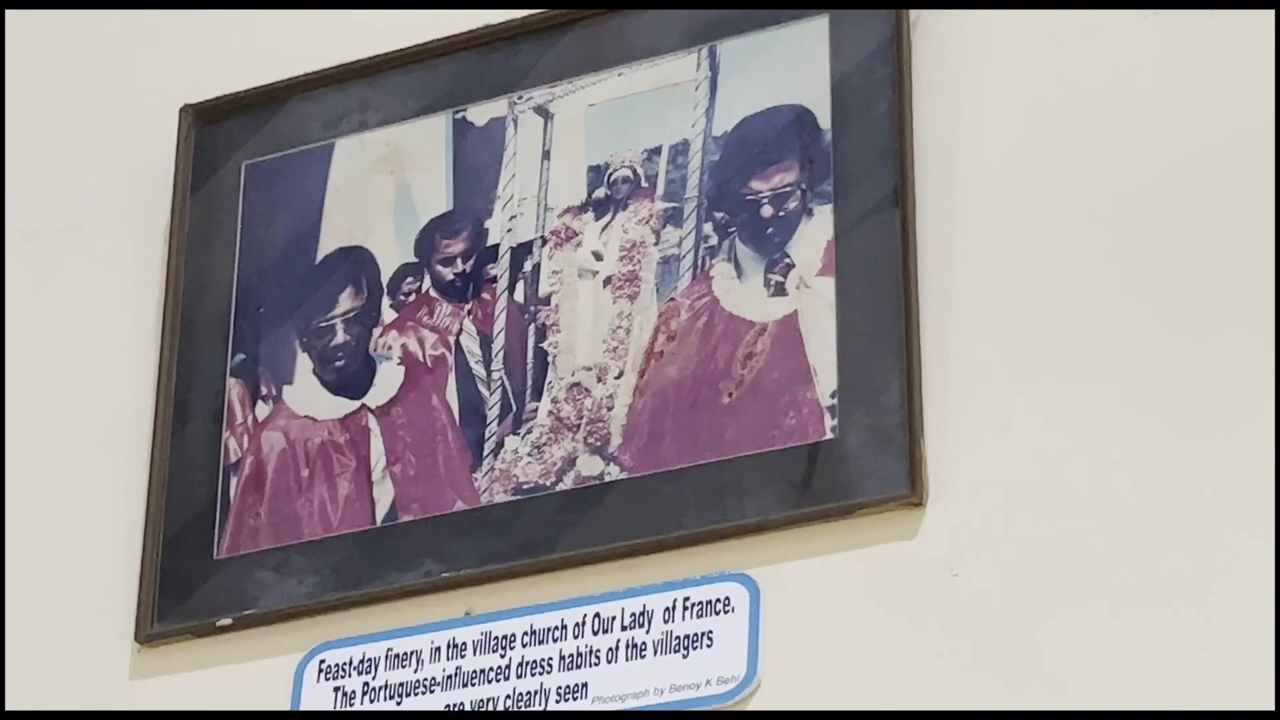 Feast-day finery, in the village church of Our Lady of France.
The Portuguese-influenced dress habits of the villagers
are very clearly seen Photograph by Benoy K Behl